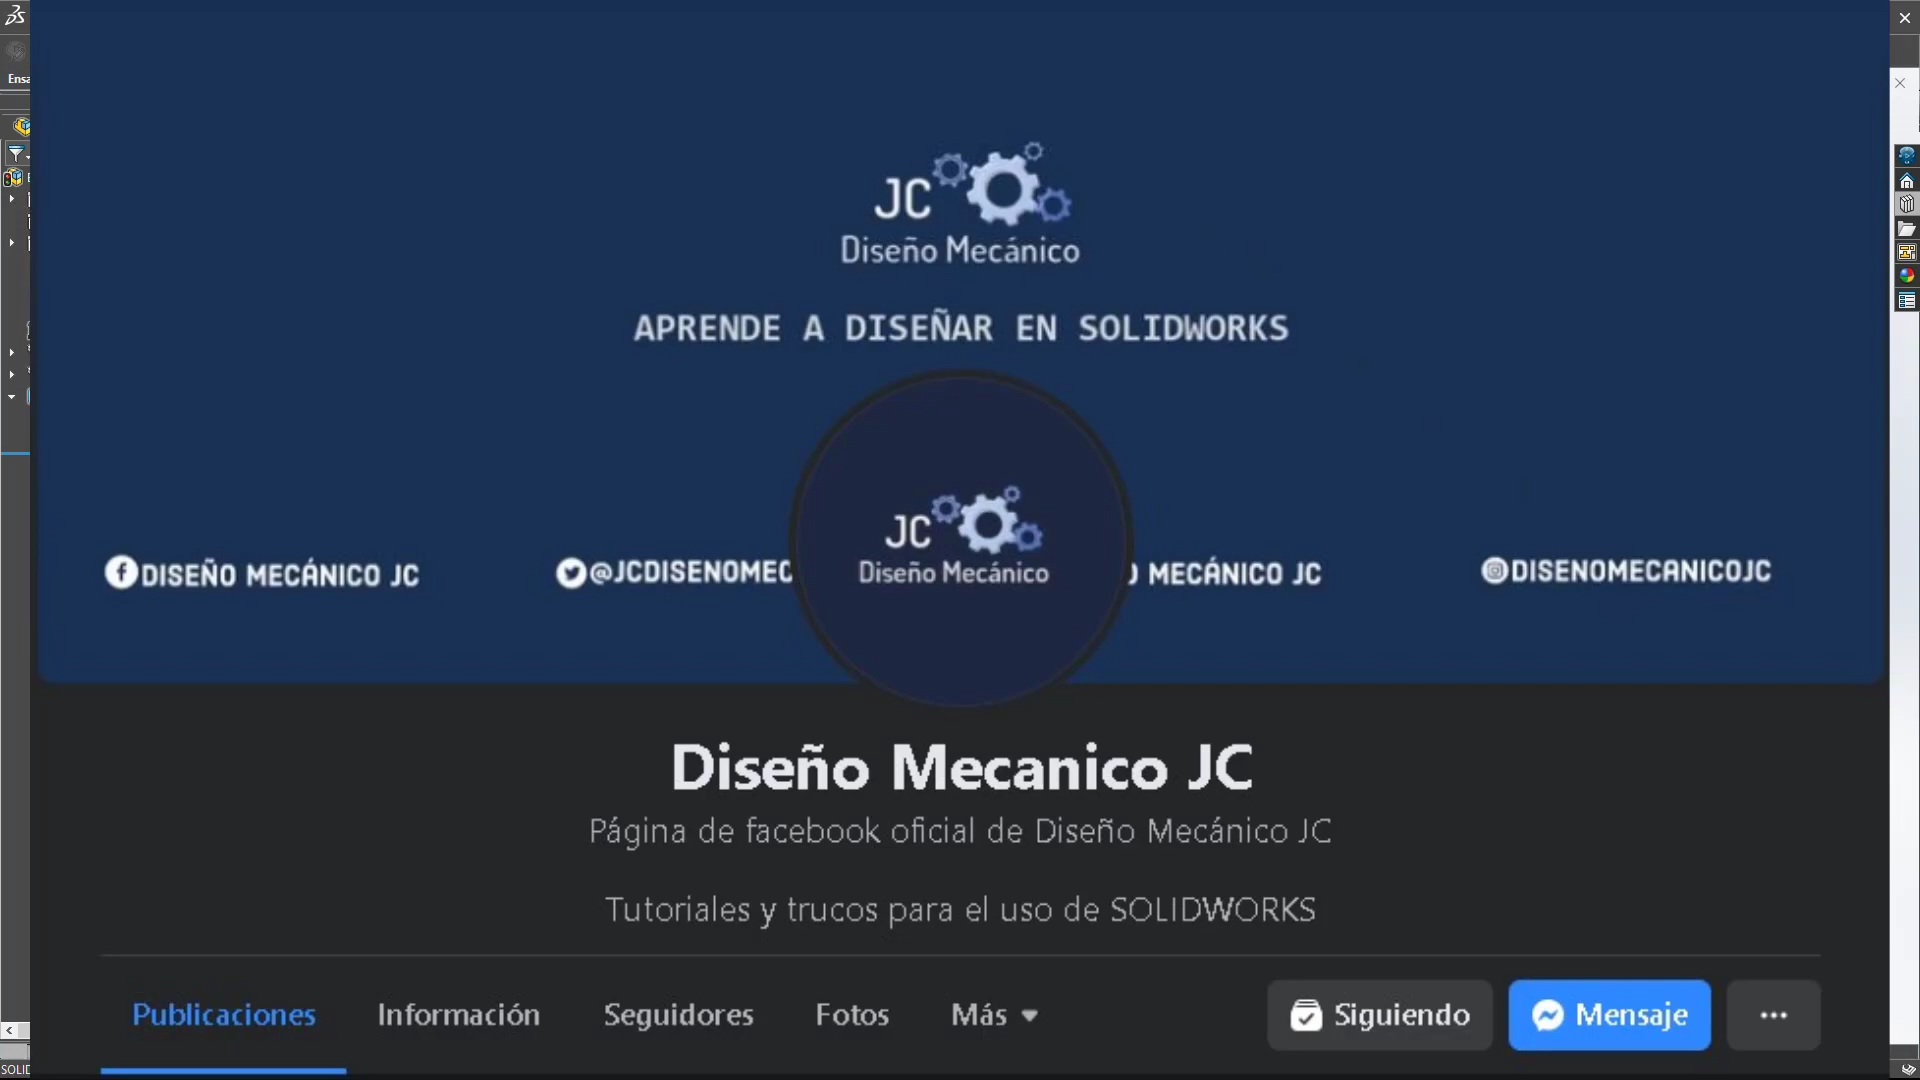 Ensa
JC
Diseño Mecánico
APRENDE A DISEÑAR EN SOLIDWORKS
JC
Diseño Mecánico
DISEÑO MECÁNICO JC
@JCDISENOMEC
MECÁNICO JC
DISENOMECANICOJC
Diseño Mecanico JC
Página de facebook oficial de Diseño Mecánico JC
Tutoriales y trucos para el uso de SOLIDWORKS
Publicaciones Información Seguidores Fotos Más Siguiendo Mensaje
SOLID